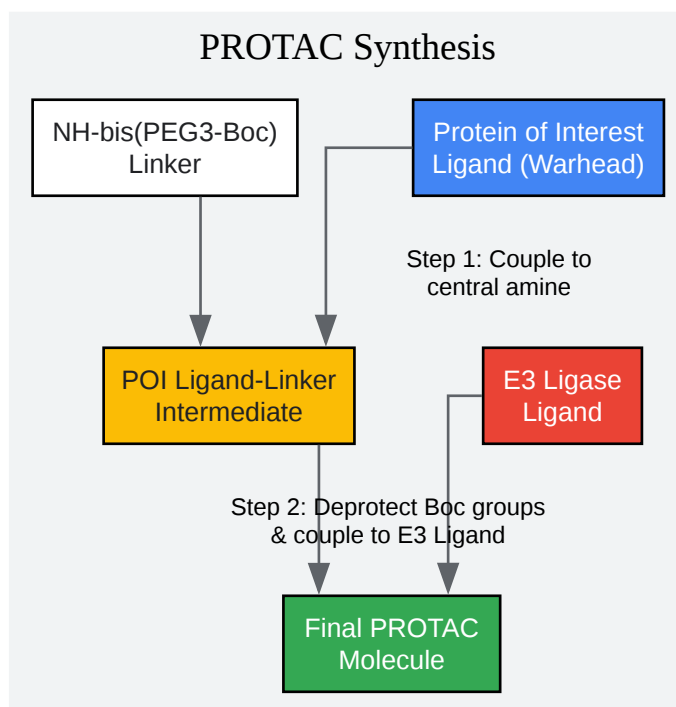 PROTAC Synthesis
NH-bis(PEG3-Boc)
Linker
Protein of Interest
Ligand (Warhead)
Step 1: Couple to
central amine
POI Ligand-Linker
Intermediate
E3 Ligase
Ligand
Step 2: Deprotect Boc groups
& couple to E3 Ligand
Final PROTAC
Molecule